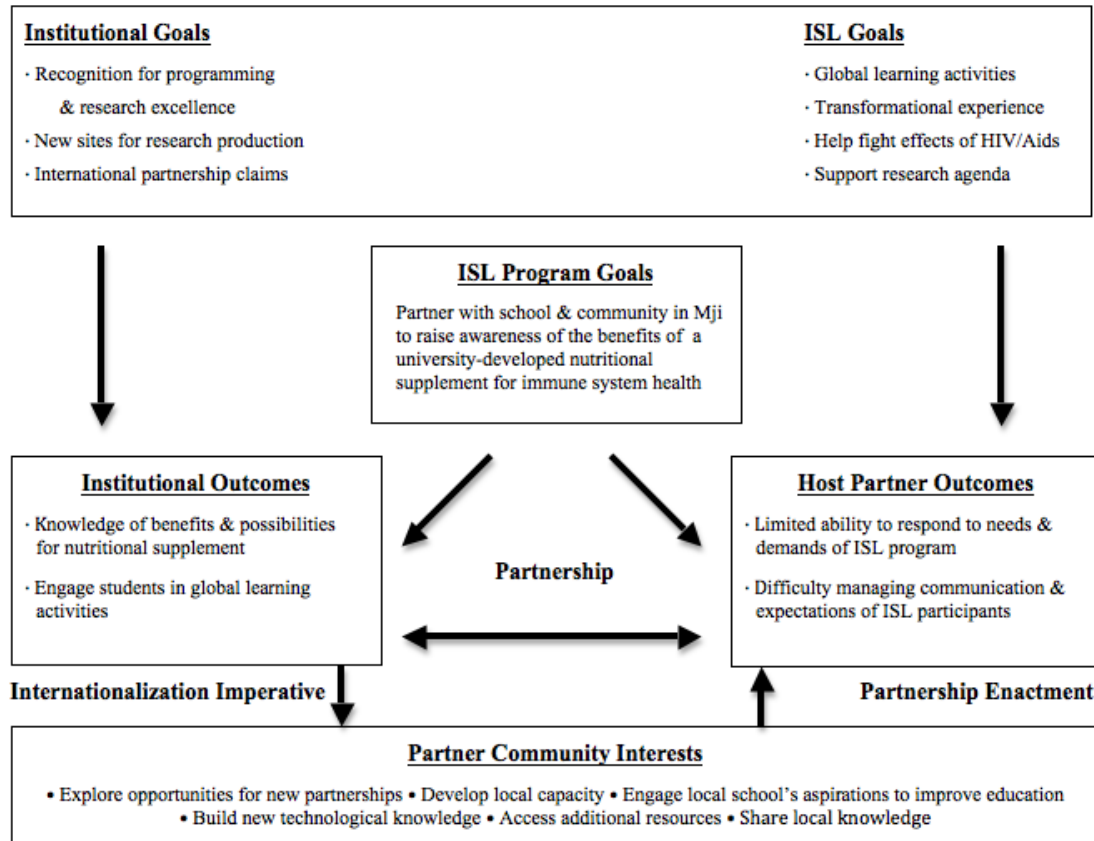 Institutional Goals
· Recognition for programming
& research excellence
· New sites for research production
· International partnership claims
ISL Goals
· Global learning activities
· Transformational experience
· Help fight effects of HIV/Aids
· Support research agenda
ISL Program Goals
Partner with school & community in Mji
to raise awareness of the benefits of a
university-developed nutritional
supplement for immune system health
Institutional Outcomes
· Knowledge of benefits & possibilities
for nutritional supplement
· Engage students in global learning
activities
Partnership
Host Partner Outcomes
· Limited ability to respond to needs &
demands of ISL program
· Difficulty managing communication &
expectations of ISL participants
Internationalization Imperative
Partnership Enactment
Partner Community Interests
• Explore opportunities for new partnerships • Develop local capacity • Engage local school's aspirations to improve education
• Build new technological knowledge • Access additional resources • Share local knowledge